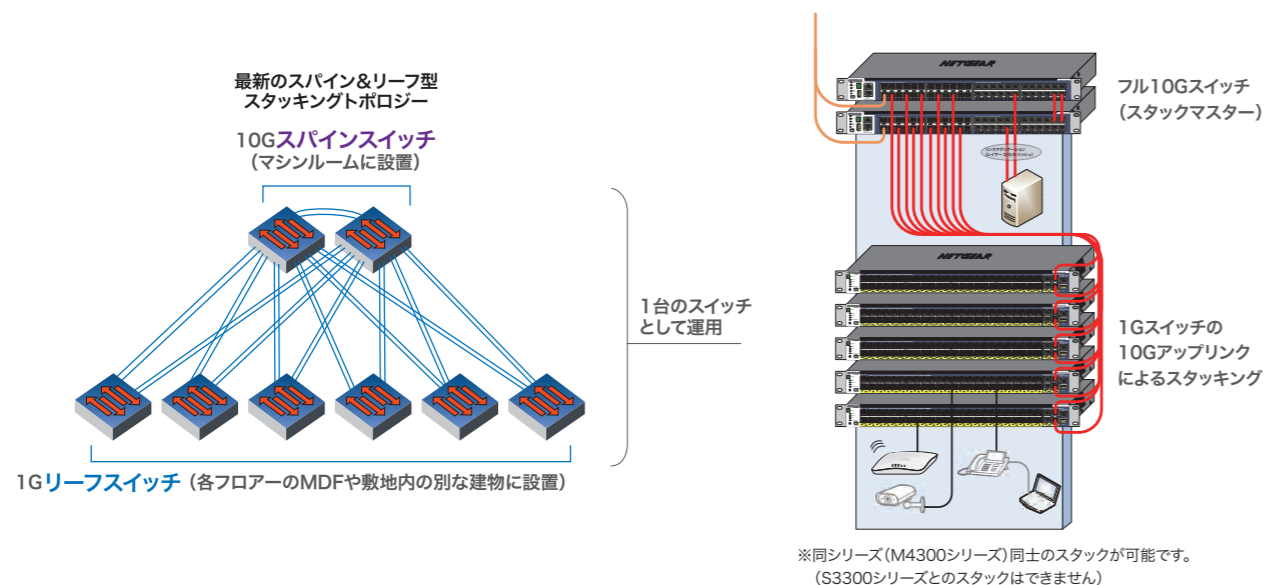 最新のスパイン&リーフ型
スタッキングトポロジー
10Gスパインスイッチ
(マシンルームに設置)
1Gリーフスイッチ(各フロアーのMDFや敷地内の別な建物に設置)
1台のスイッチ
として運用
NETGEAR
フル10Gスイッチ
(スタックマスター)
NETGEAR
1Gスイッチの
10Gアップリンク
によるスタッキング
※同シリーズ(M4300シリーズ)同士のスタックが可能です。
(S3300シリーズとのスタックはできません)